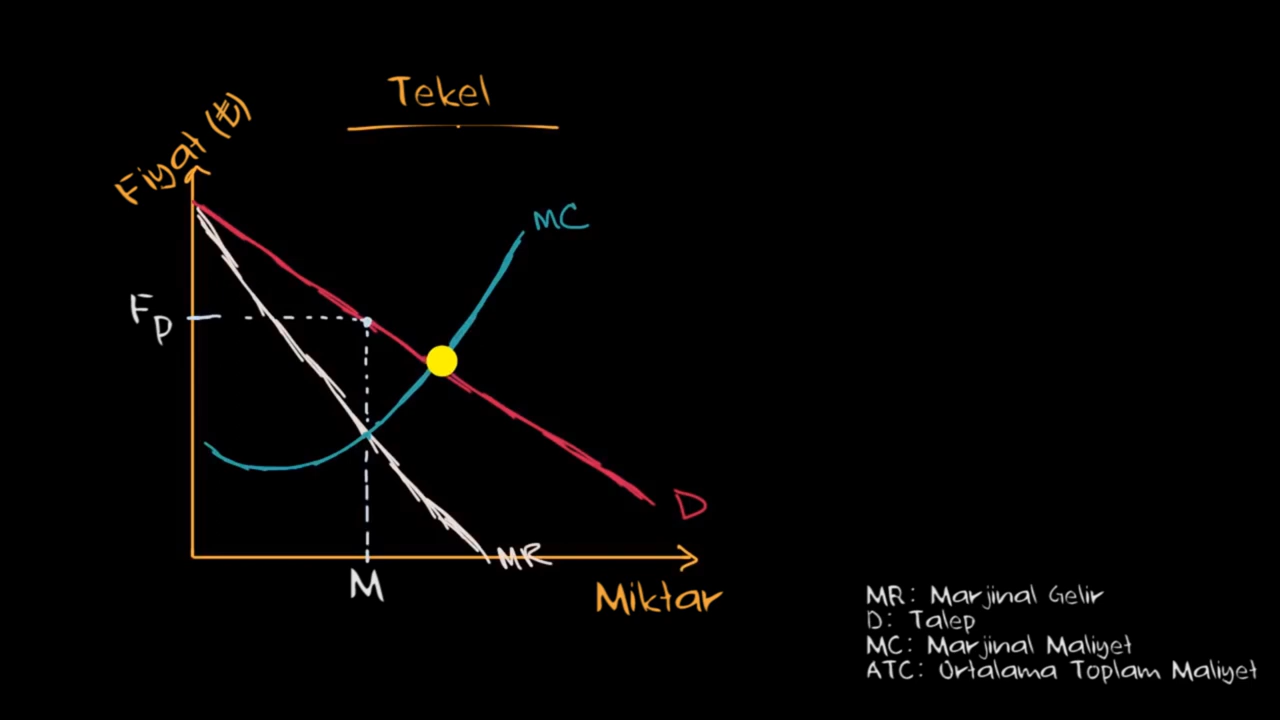 Tekel
Fiyat (₺)
MC
Fp
D
MR
M
Miktar
MR: Marjinal Gelir
D: Talep
MC: Marjinal Maliyet
ATC: Ortalama Toplam Maliyet